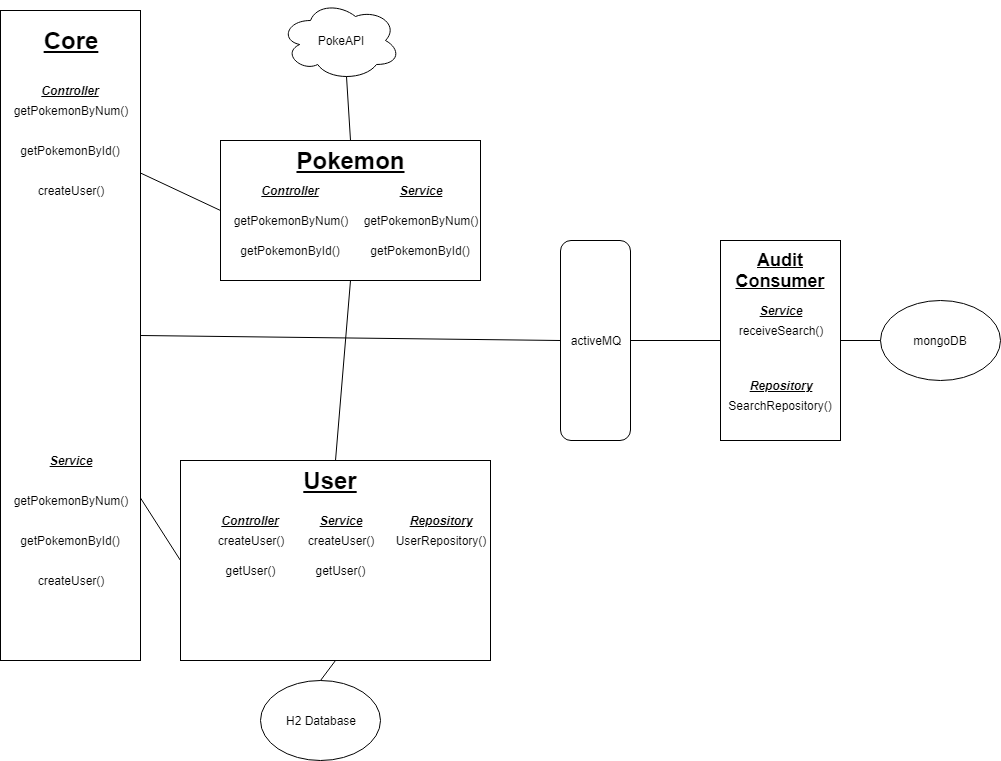 Core
Controller
getPokemonByNum()
getPokemonById()
createUser()
Service
getPokemonByNum()
getPokemonById()
createUser()
PokeAPI
Pokemon
Controller
Service
getPokemonByNum()
getPokemonByNum()
getPokemonById()
getPokemonById()
User
Controller
Service
Repository
createUser()
createUser()
UserRepository()
getUser()
getUser()
H2 Database
activeMQ
Audit
Consumer
Service
receiveSearch()
Repository
SearchRepository()
mongoDB